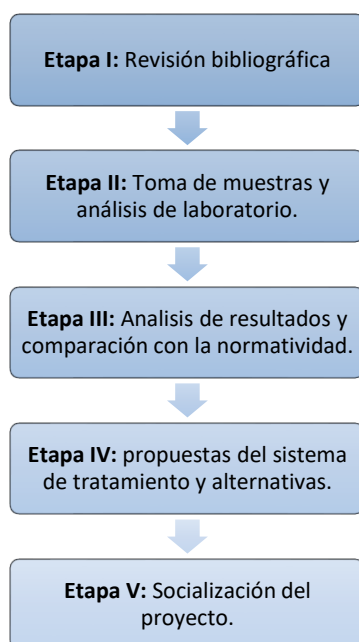 Etapa I: Revisión bibliográfica
Etapa II: Toma de muestras y
análisis de laboratorio.
Etapa III: Analisis de resultados y
comparación con la normatividad.
Etapa IV: propuestas del sistema
de tratamiento y alternativas.
Etapa V: Socialización del
proyecto.